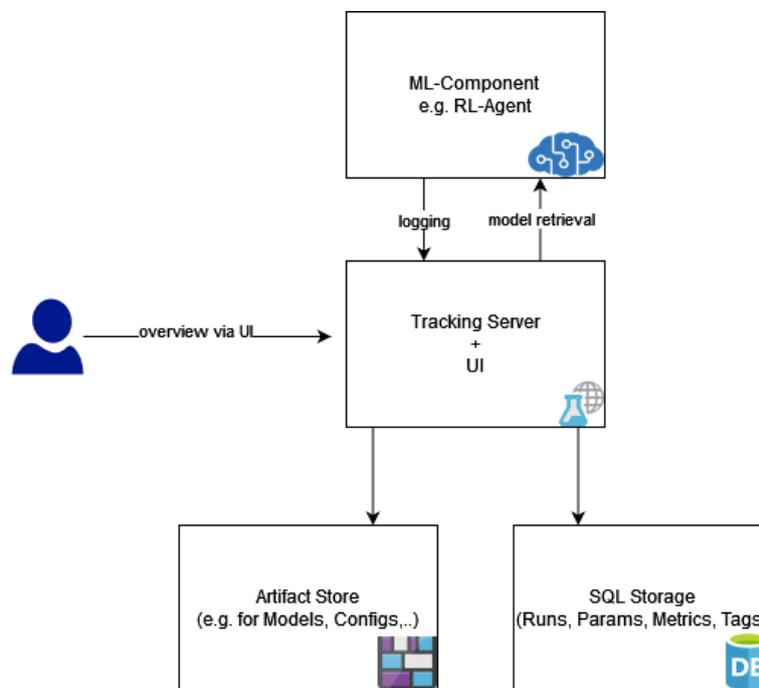 ML-Component
e.g. RL-Agent
logging
model retrieval
overview via UI
Tracking Server
+
UI
Artifact Store
(e.g. for Models, Configs,..)
SQL Storage
(Runs, Params, Metrics, Tags
DB